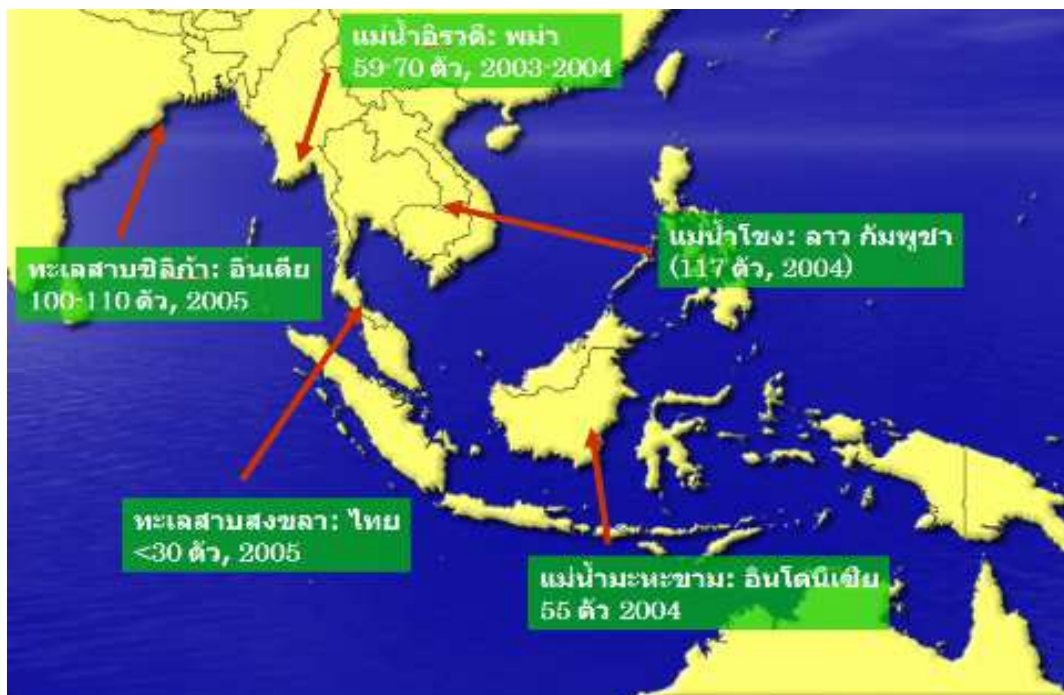 แม่น้ำอิรวดี: พม่า
59-70 ตัว, 2003-2004
แม่น้ำโขง: ลาว กัมพูชา
(117 ตัว, 2004)
ทะเลสาบชิลิก้า: อินเดีย
100-110 ตัว, 2005
ทะเลสาบสงขลา: ไทย
<30 ตัว, 2005
แม่น้ำมะหะขาม: อินโดนีเซีย
55 ตัว 2004